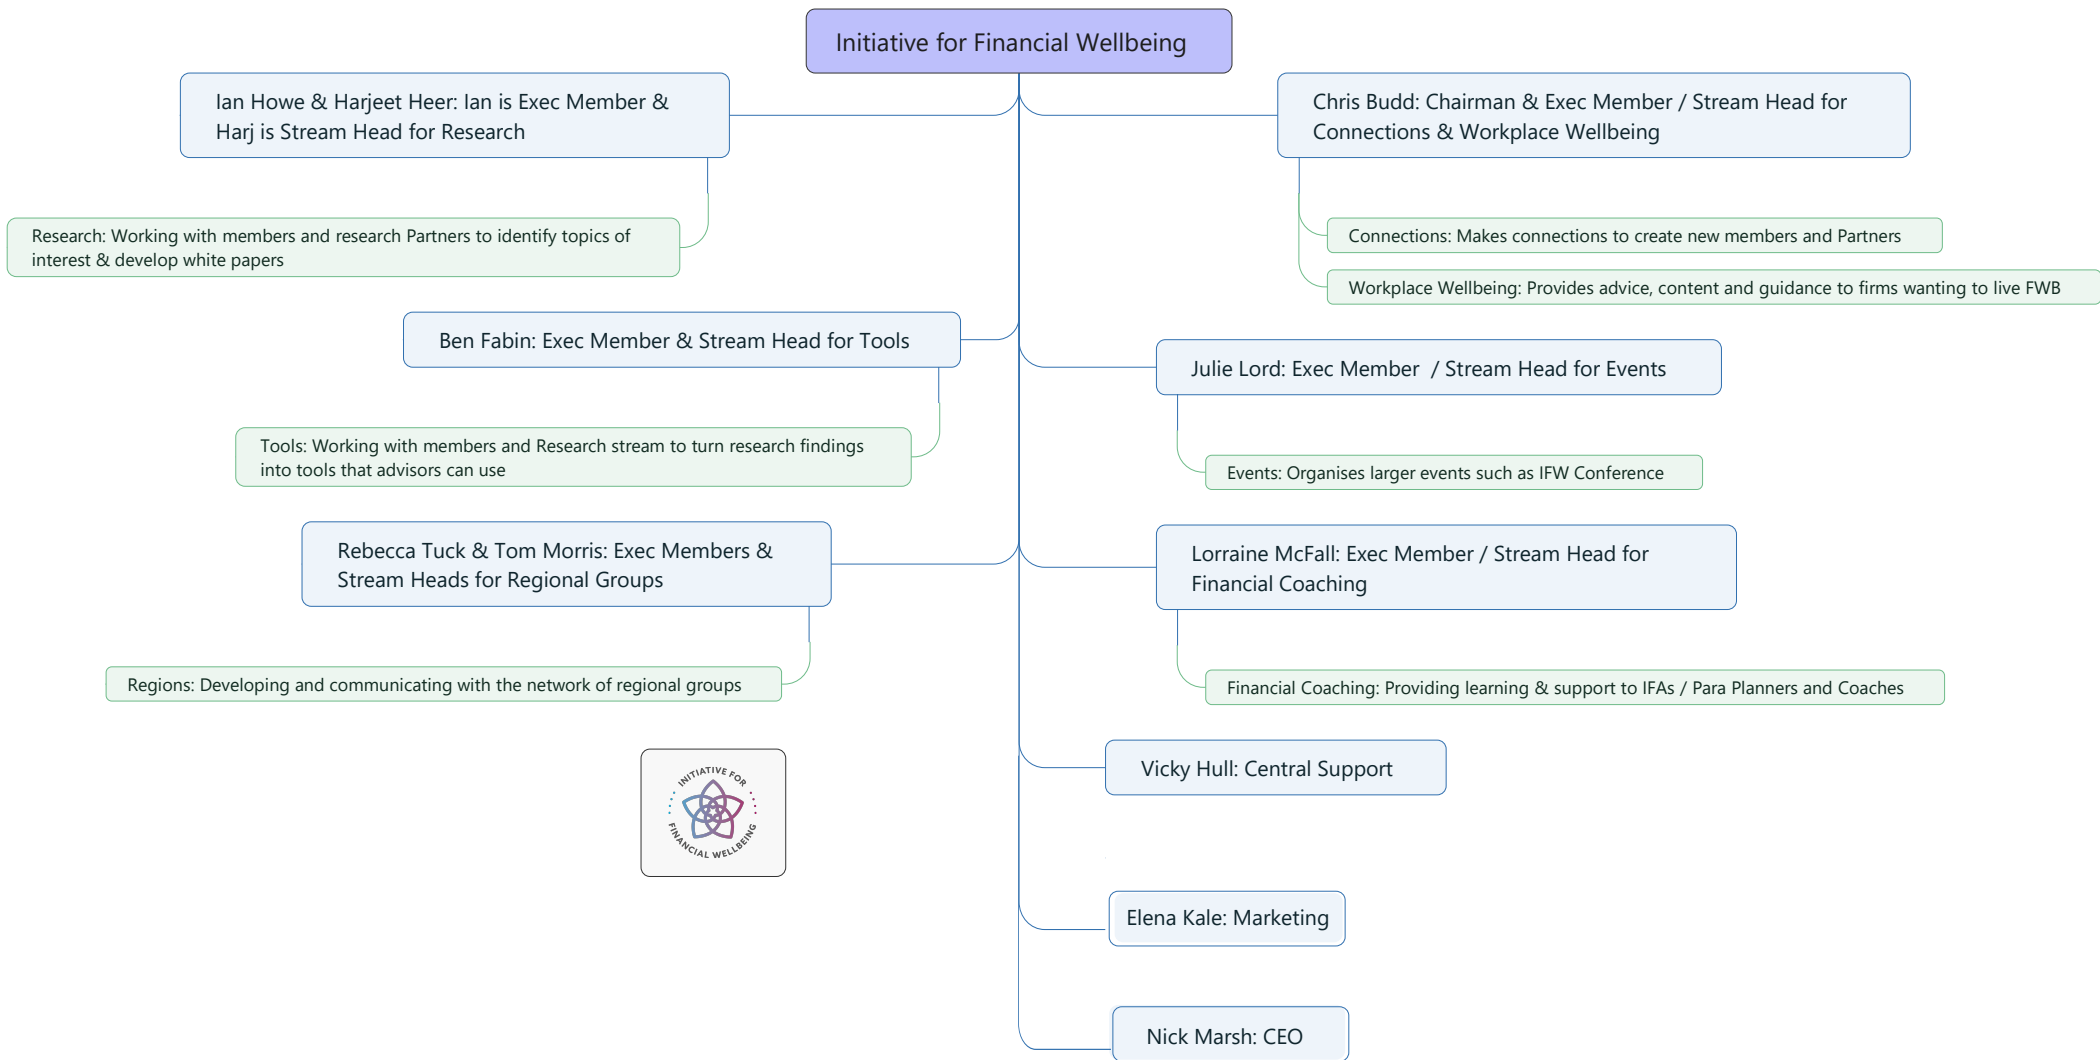 Initiative for Financial Wellbeing
Ian Howe & Harjeet Heer: Ian is Exec Member &
Harj is Stream Head for Research
Research: Working with members and research Partners to identify topics of
interest & develop white papers
Ben Fabin: Exec Member & Stream Head for Tools
Tools: Working with members and Research stream to turn research findings
into tools that advisors can use
Rebecca Tuck & Tom Morris: Exec Members &
Stream Heads for Regional Groups
Regions: Developing and communicating with the network of regional groups
INITIATIVE FOR
FINANCIAL WELLBEING
Chris Budd: Chairman & Exec Member / Stream Head for
Connections & Workplace Wellbeing
Connections: Makes connections to create new members and Partners
Workplace Wellbeing: Provides advice, content and guidance to firms wanting to live FWB
Julie Lord: Exec Member  / Stream Head for Events
Events: Organises larger events such as IFW Conference
Lorraine McFall: Exec Member / Stream Head for
Financial Coaching
Financial Coaching: Providing learning & support to IFAs / Para Planners and Coaches
Vicky Hull: Central Support
Elena Kale: Marketing
Nick Marsh: CEO